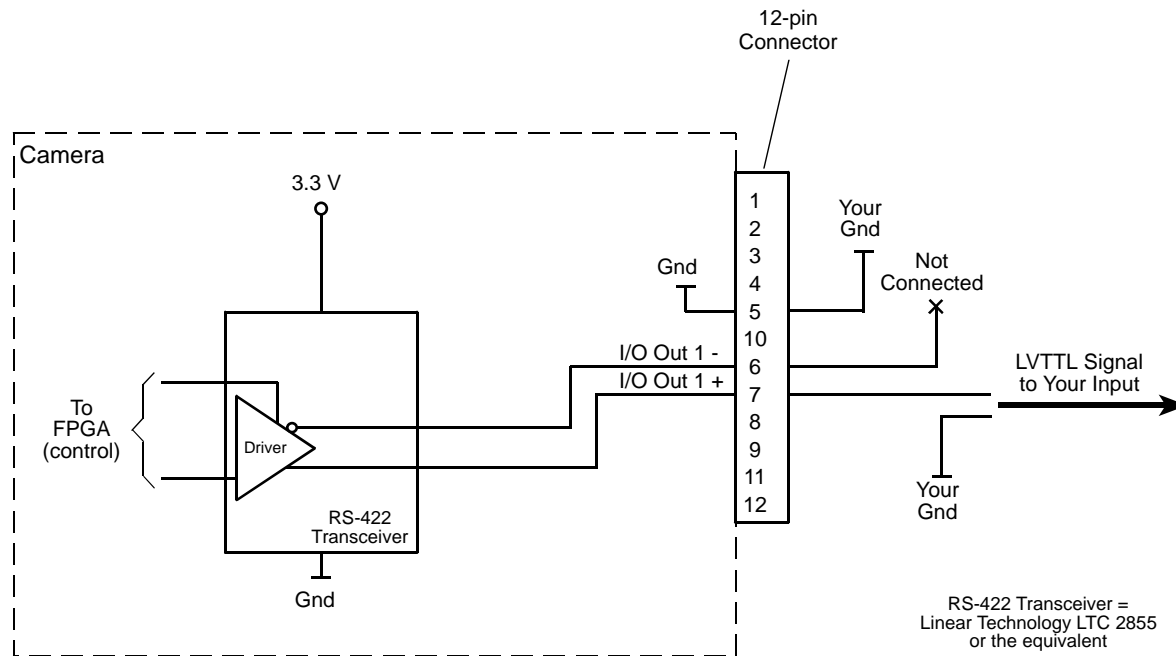 12-pin
Connector
Camera
3.3 V
1
2
3
4
5
10
6
7
8
9
11
12
Your
Gnd
Gnd
Not
Connected
I/O Out 1 -
I/O Out 1 +
LVTTL Signal
to Your Input
To
FPGA
(control)
Driver
RS-422
Transceiver
Gnd
Your
Gnd
RS-422 Transceiver =
Linear Technology LTC 2855
or the equivalent